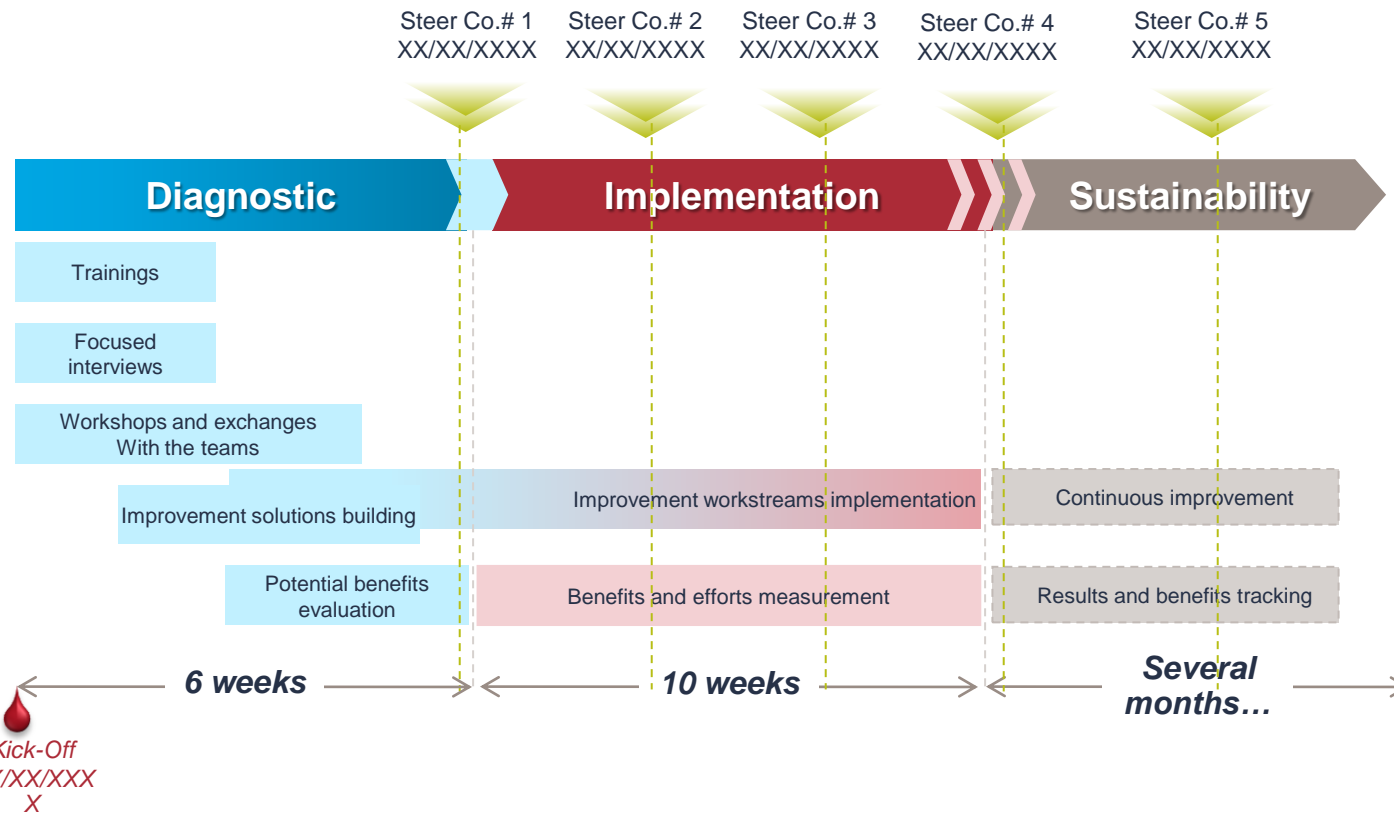 Steer Co.# 1
XX/XX/XXXX
Steer Co.# 2
XX/XX/XXXX
Steer Co.# 3
XX/XX/XXXX
Steer Co.# 4
XX/XX/XXXX
Steer Co.# 5
XX/XX/XXXX
Diagnostic
Implementation
Sustainability
Trainings
Focused
interviews
Workshops and exchanges
With the teams
Improvement solutions building
Improvement workstreams implementation
Continuous improvement
Potential benefits
evaluation
Benefits and efforts measurement
Results and benefits tracking
6 weeks
10 weeks
Several
months…
Kick-Off
/XX/XXX
X